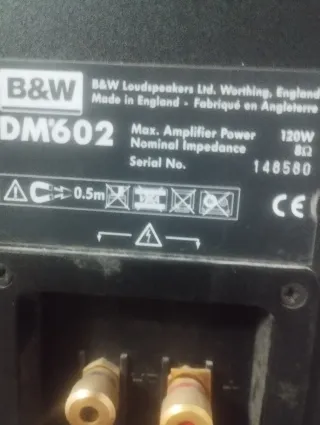 B&W
B&W Loudspeakers Ltd. Worthing, England
Made in England - Fabriqué en Angleterre
DM602
Max. Amplifier Power 120W
Nominal Impedance 8Ω
Serial No. 148580
0.5m
CE